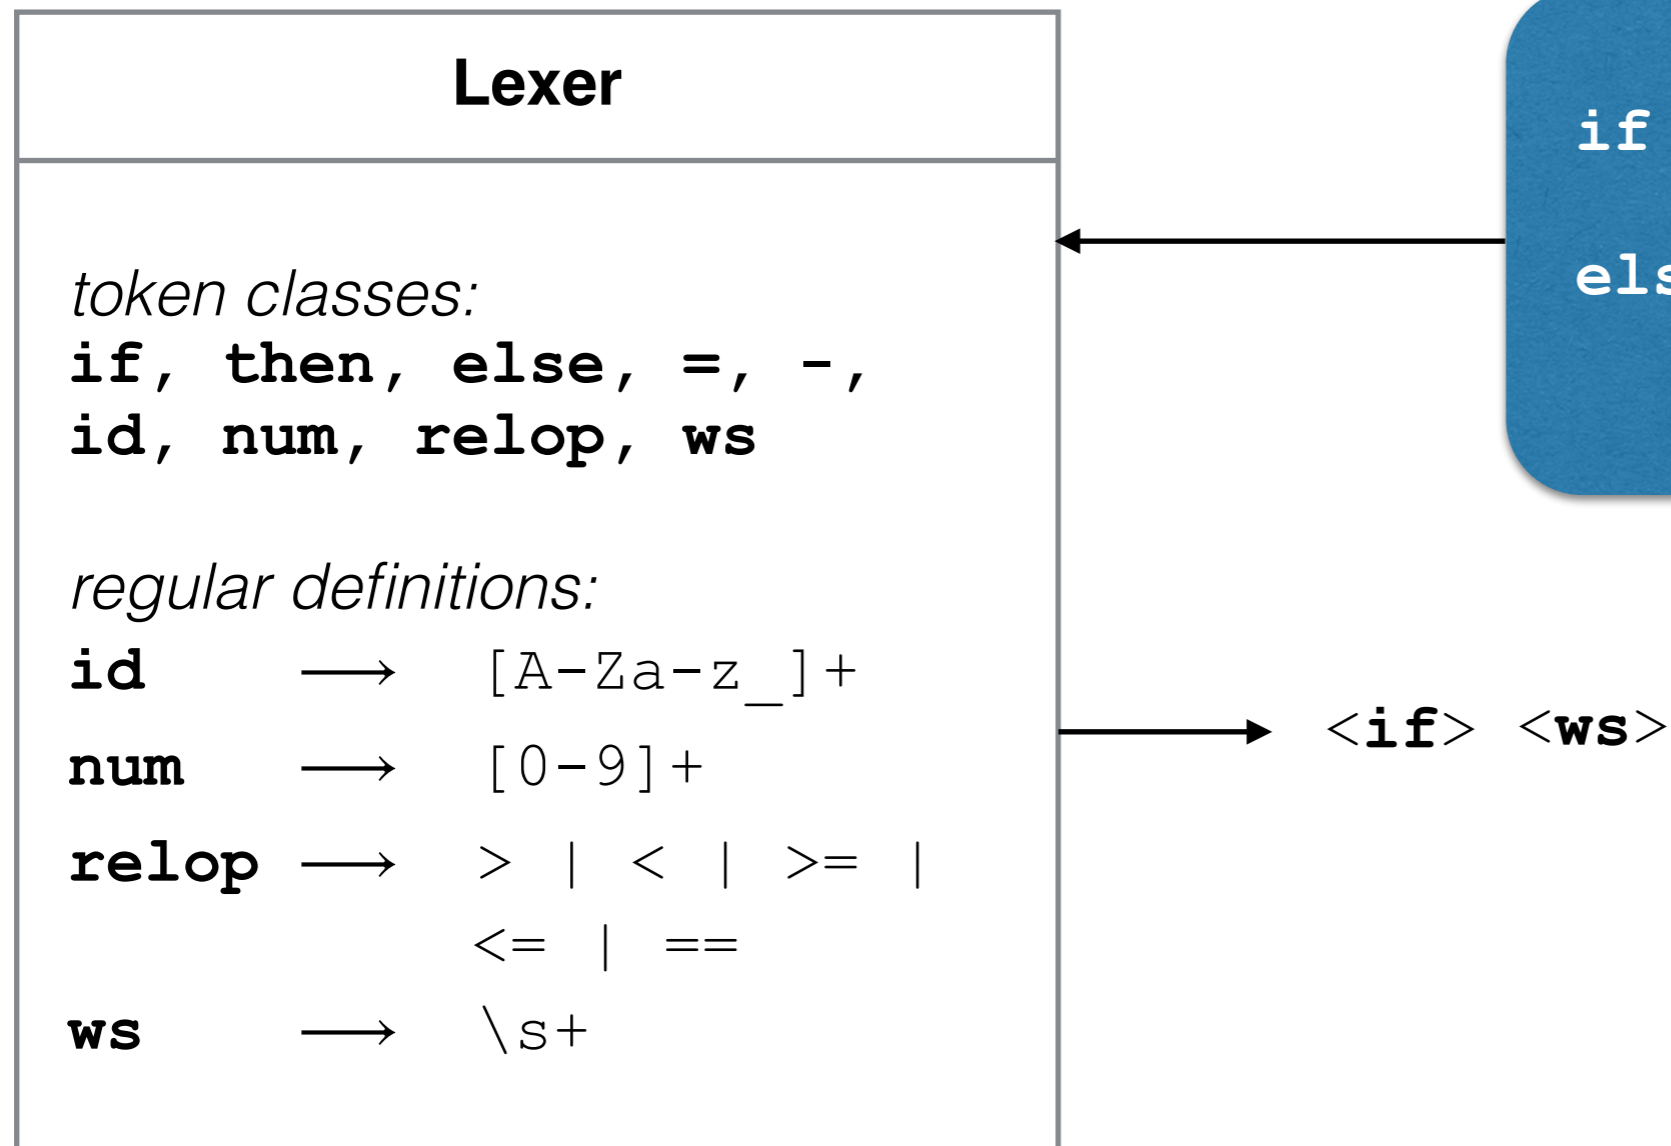 Lexer
token classes:
if, then, else, =, -,
id, num, relop, ws
regular definitions:
id ⟶ [A-Za-z_]+
num ⟶ [0-9]+
relop ⟶ > | < | >= |
<= | ==
ws ⟶ \s+
if
els
<if> <ws>